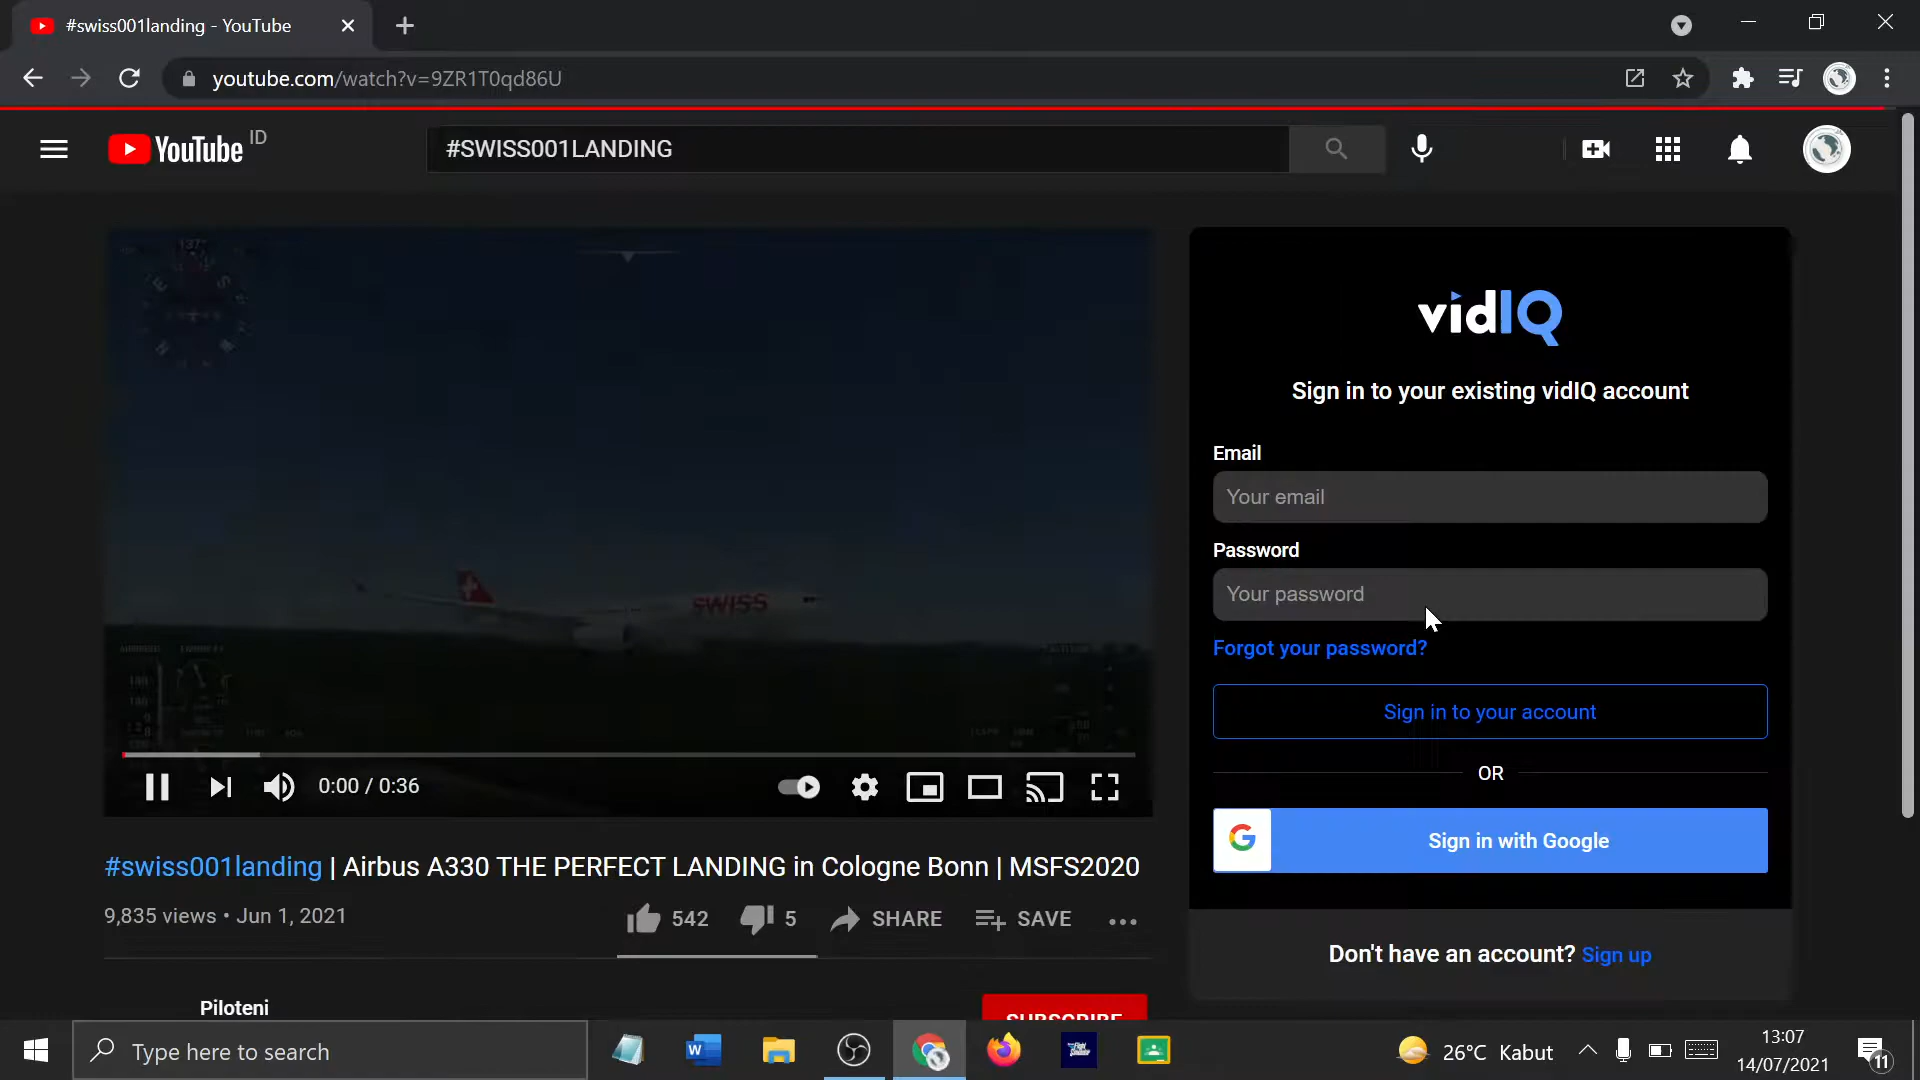 #swiss001landing - YouTube
youtube.com/watch?v=9ZR1T0qd86U
YouTube ID
#SWISS001LANDING
137°
E
S
SWISS
0:00 / 0:36
#swiss001landing | Airbus A330 THE PERFECT LANDING in Cologne Bonn | MSFS2020
9,835 views • Jun 1, 2021
542
5
SHARE
SAVE
Piloteni
SUBSCRIBE
vidIQ
Sign in to your existing vidIQ account
Email
Your email
Password
Your password
Forgot your password?
Sign in to your account
OR
G
Sign in with Google
Don't have an account? Sign up
Type here to search
W
26°C Kabut
13:07
14/07/2021
11